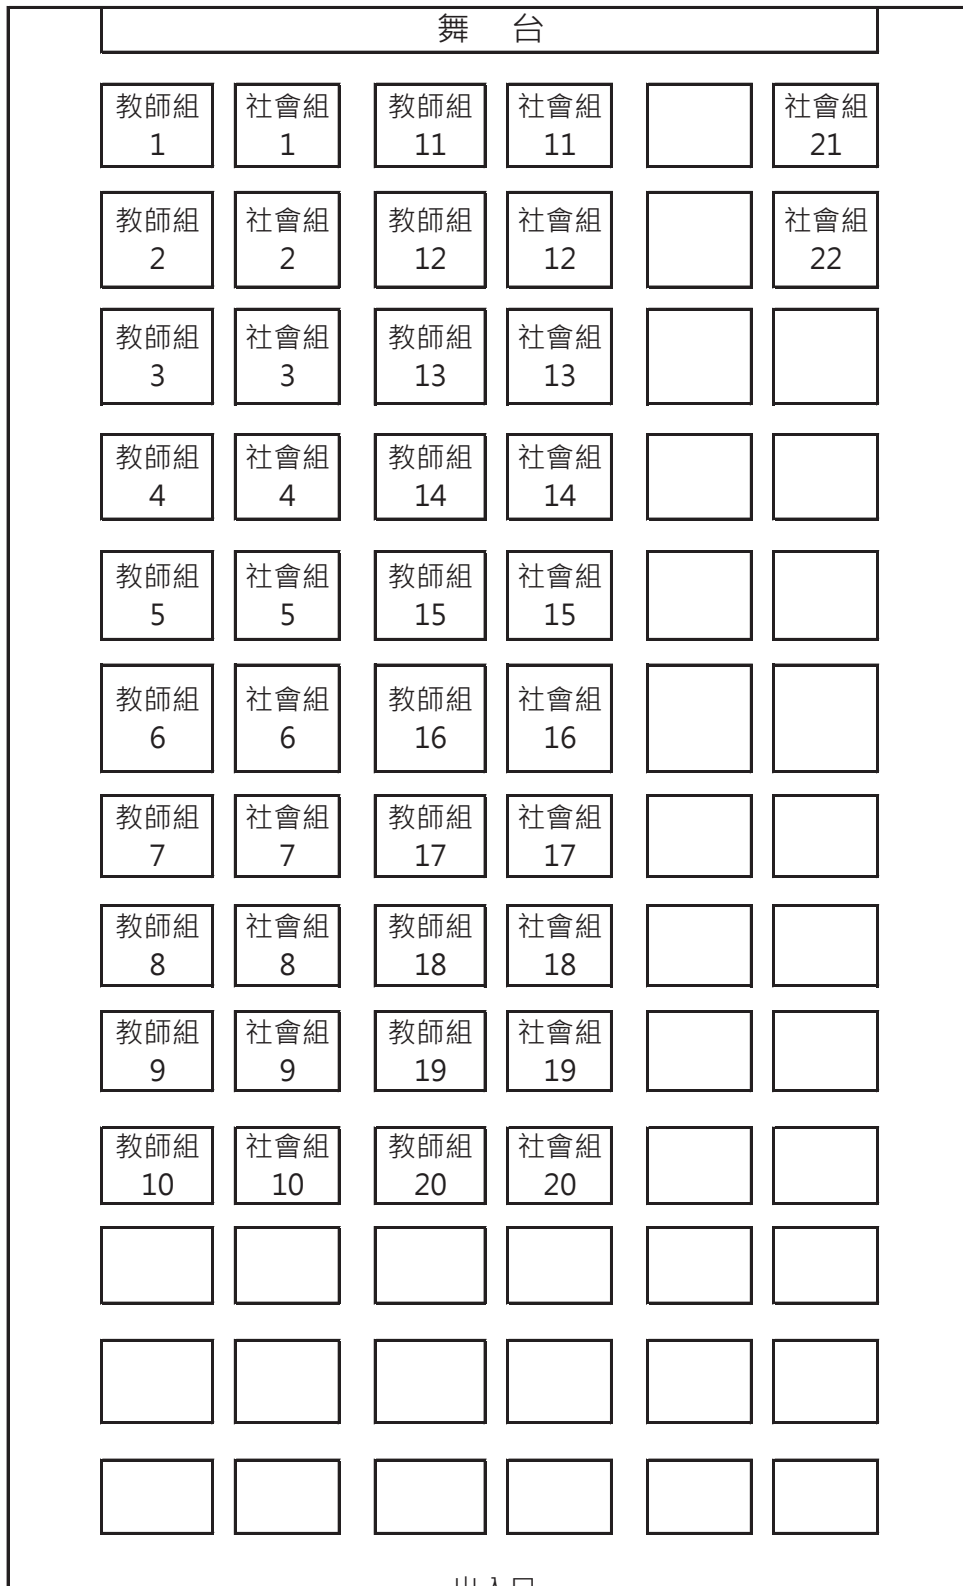 舞 台
教師組 社會組 教師組 社會組 社會組
1 1 11 11 21
教師組 社會組 教師組 社會組 社會組
2 2 12 12 22
教師組 社會組 教師組 社會組
3 3 13 13
教師組 社會組 教師組 社會組
4 4 14 14
教師組 社會組 教師組 社會組
5 5 15 15
教師組 社會組 教師組 社會組
6 6 16 16
教師組 社會組 教師組 社會組
7 7 17 17
教師組 社會組 教師組 社會組
8 8 18 18
教師組 社會組 教師組 社會組
9 9 19 19
教師組 社會組 教師組 社會組
10 10 20 20
出入口